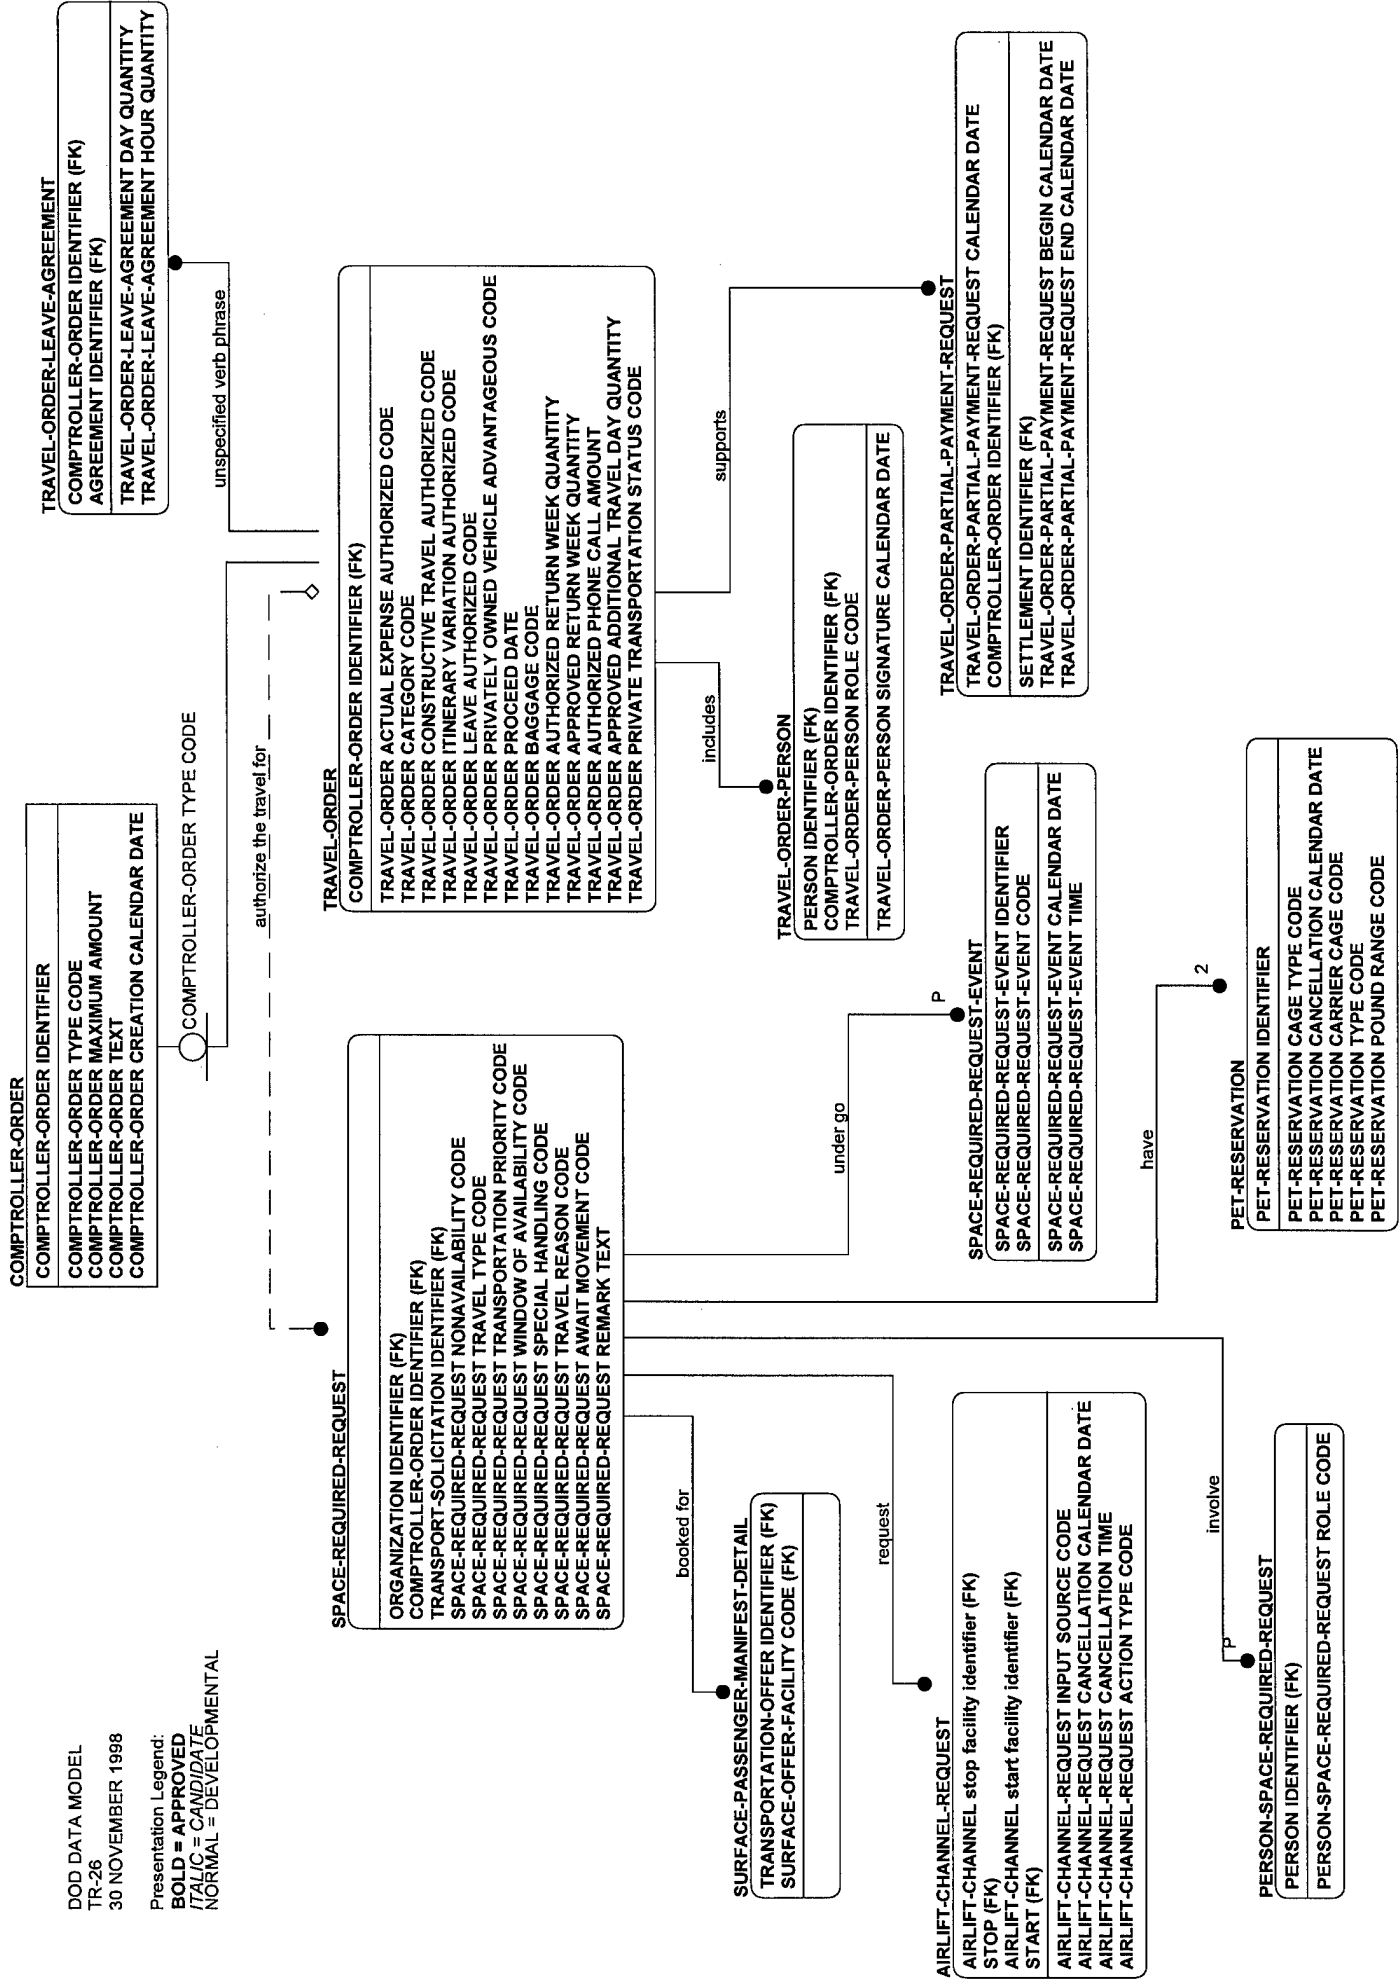 DOD DATA MODEL
TR-26
30 NOVEMBER 1998
Presentation Legend:
BOLD = APPROVED
ITALIC = CANDIDATE
NORMAL = DEVELOPMENTAL
COMPTROLLER-ORDER
COMPTROLLER-ORDER IDENTIFIER
COMPTROLLER-ORDER TYPE CODE
COMPTROLLER-ORDER MAXIMUM AMOUNT
COMPTROLLER-ORDER TEXT
COMPTROLLER-ORDER CREATION CALENDAR DATE
COMPTROLLER-ORDER TYPE CODE
authorize the travel for
TRAVEL-ORDER-LEAVE-AGREEMENT
COMPTROLLER-ORDER IDENTIFIER (FK)
AGREEMENT IDENTIFIER (FK)
TRAVEL-ORDER-LEAVE-AGREEMENT DAY QUANTITY
TRAVEL-ORDER-LEAVE-AGREEMENT HOUR QUANTITY
unspecified verb phrase
SPACE-REQUIRED-REQUEST
ORGANIZATION IDENTIFIER (FK)
COMPTROLLER-ORDER IDENTIFIER (FK)
TRANSPORT-SOLICITATION IDENTIFIER (FK)
SPACE-REQUIRED-REQUEST NONAVAILABILITY CODE
SPACE-REQUIRED-REQUEST TRAVEL TYPE CODE
SPACE-REQUIRED-REQUEST TRANSPORTATION PRIORITY CODE
SPACE-REQUIRED-REQUEST WINDOW OF AVAILABILITY CODE
SPACE-REQUIRED-REQUEST SPECIAL HANDLING CODE
SPACE-REQUIRED-REQUEST TRAVEL REASON CODE
SPACE-REQUIRED-REQUEST AWAIT MOVEMENT CODE
SPACE-REQUIRED-REQUEST REMARK TEXT
TRAVEL-ORDER
COMPTROLLER-ORDER IDENTIFIER (FK)
TRAVEL-ORDER ACTUAL EXPENSE AUTHORIZED CODE
TRAVEL-ORDER CATEGORY CODE
TRAVEL-ORDER CONSTRUCTIVE TRAVEL AUTHORIZED CODE
TRAVEL-ORDER ITINERARY VARIATION AUTHORIZED CODE
TRAVEL-ORDER LEAVE AUTHORIZED CODE
TRAVEL-ORDER PRIVATELY OWNED VEHICLE ADVANTAGEOUS CODE
TRAVEL-ORDER PROCEED DATE
TRAVEL-ORDER BAGGAGE CODE
TRAVEL-ORDER AUTHORIZED RETURN WEEK QUANTITY
TRAVEL-ORDER APPROVED RETURN WEEK QUANTITY
TRAVEL-ORDER AUTHORIZED PHONE CALL AMOUNT
TRAVEL-ORDER APPROVED ADDITIONAL TRAVEL DAY QUANTITY
TRAVEL-ORDER PRIVATE TRANSPORTATION STATUS CODE
booked for
request
involve
P
under go
P
have
2
includes
supports
SURFACE-PASSENGER-MANIFEST-DETAIL
TRANSPORTATION-OFFER IDENTIFIER (FK)
SURFACE-OFFER-FACILITY CODE (FK)
TRAVEL-ORDER-PERSON
PERSON IDENTIFIER (FK)
COMPTROLLER-ORDER IDENTIFIER (FK)
TRAVEL-ORDER-PERSON ROLE CODE
TRAVEL-ORDER-PERSON SIGNATURE CALENDAR DATE
AIRLIFT-CHANNEL-REQUEST
AIRLIFT-CHANNEL stop facility identifier (FK)
STOP (FK)
AIRLIFT-CHANNEL start facility identifier (FK)
START (FK)
AIRLIFT-CHANNEL-REQUEST INPUT SOURCE CODE
AIRLIFT-CHANNEL-REQUEST CANCELLATION CALENDAR DATE
AIRLIFT-CHANNEL-REQUEST CANCELLATION TIME
AIRLIFT-CHANNEL-REQUEST ACTION TYPE CODE
SPACE-REQUIRED-REQUEST-EVENT
SPACE-REQUIRED-REQUEST-EVENT IDENTIFIER
SPACE-REQUIRED-REQUEST-EVENT CODE
SPACE-REQUIRED-REQUEST-EVENT CALENDAR DATE
SPACE-REQUIRED-REQUEST-EVENT TIME
TRAVEL-ORDER-PARTIAL-PAYMENT-REQUEST
TRAVEL-ORDER-PARTIAL-PAYMENT-REQUEST CALENDAR DATE
COMPTROLLER-ORDER IDENTIFIER (FK)
SETTLEMENT IDENTIFIER (FK)
TRAVEL-ORDER-PARTIAL-PAYMENT-REQUEST BEGIN CALENDAR DATE
TRAVEL-ORDER-PARTIAL-PAYMENT-REQUEST END CALENDAR DATE
PERSON-SPACE-REQUIRED-REQUEST
PERSON IDENTIFIER (FK)
PERSON-SPACE-REQUIRED-REQUEST ROLE CODE
PET-RESERVATION
PET-RESERVATION IDENTIFIER
PET-RESERVATION CAGE TYPE CODE
PET-RESERVATION CANCELLATION CALENDAR DATE
PET-RESERVATION CARRIER CAGE CODE
PET-RESERVATION TYPE CODE
PET-RESERVATION POUND RANGE CODE